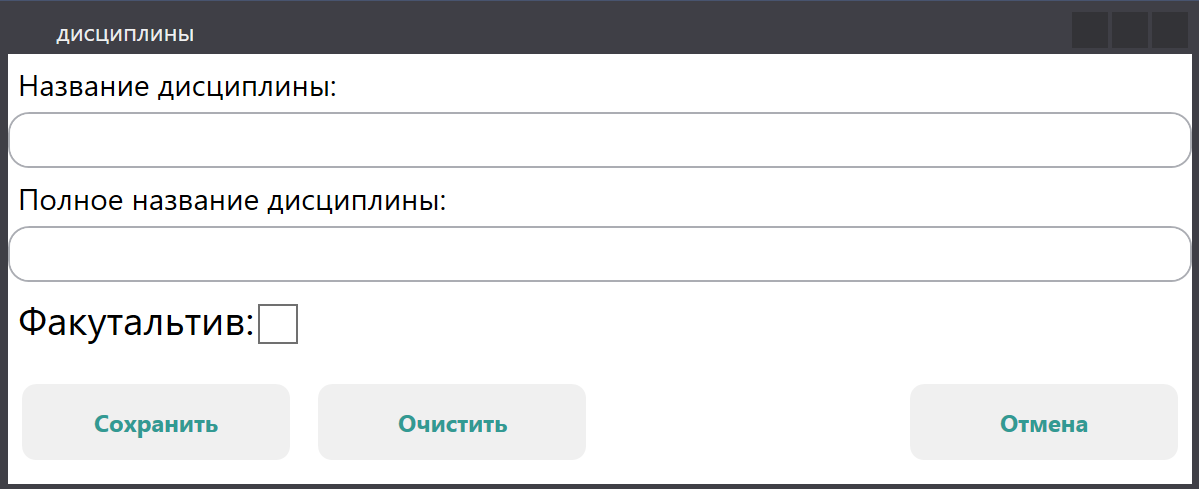 дисциплины
Название дисциплины:
Полное название дисциплины:
Факутальтив:
Сохранить Очистить Отмена